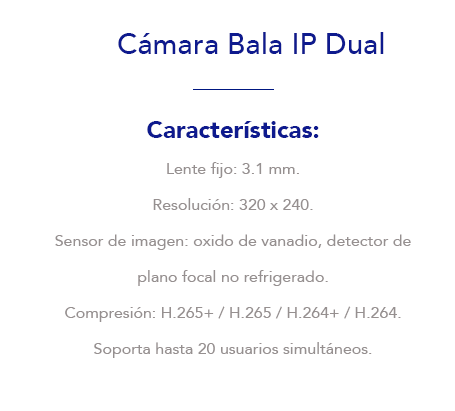 Cámara Bala IP Dual
Características:
Lente fijo: 3.1 mm.
Resolución: 320 x 240.
Sensor de imagen: oxido de vanadio, detector de
plano focal no refrigerado.
Compresión: H.265+ / H.265 / H.264+ / H.264.
Soporta hasta 20 usuarios simultáneos.